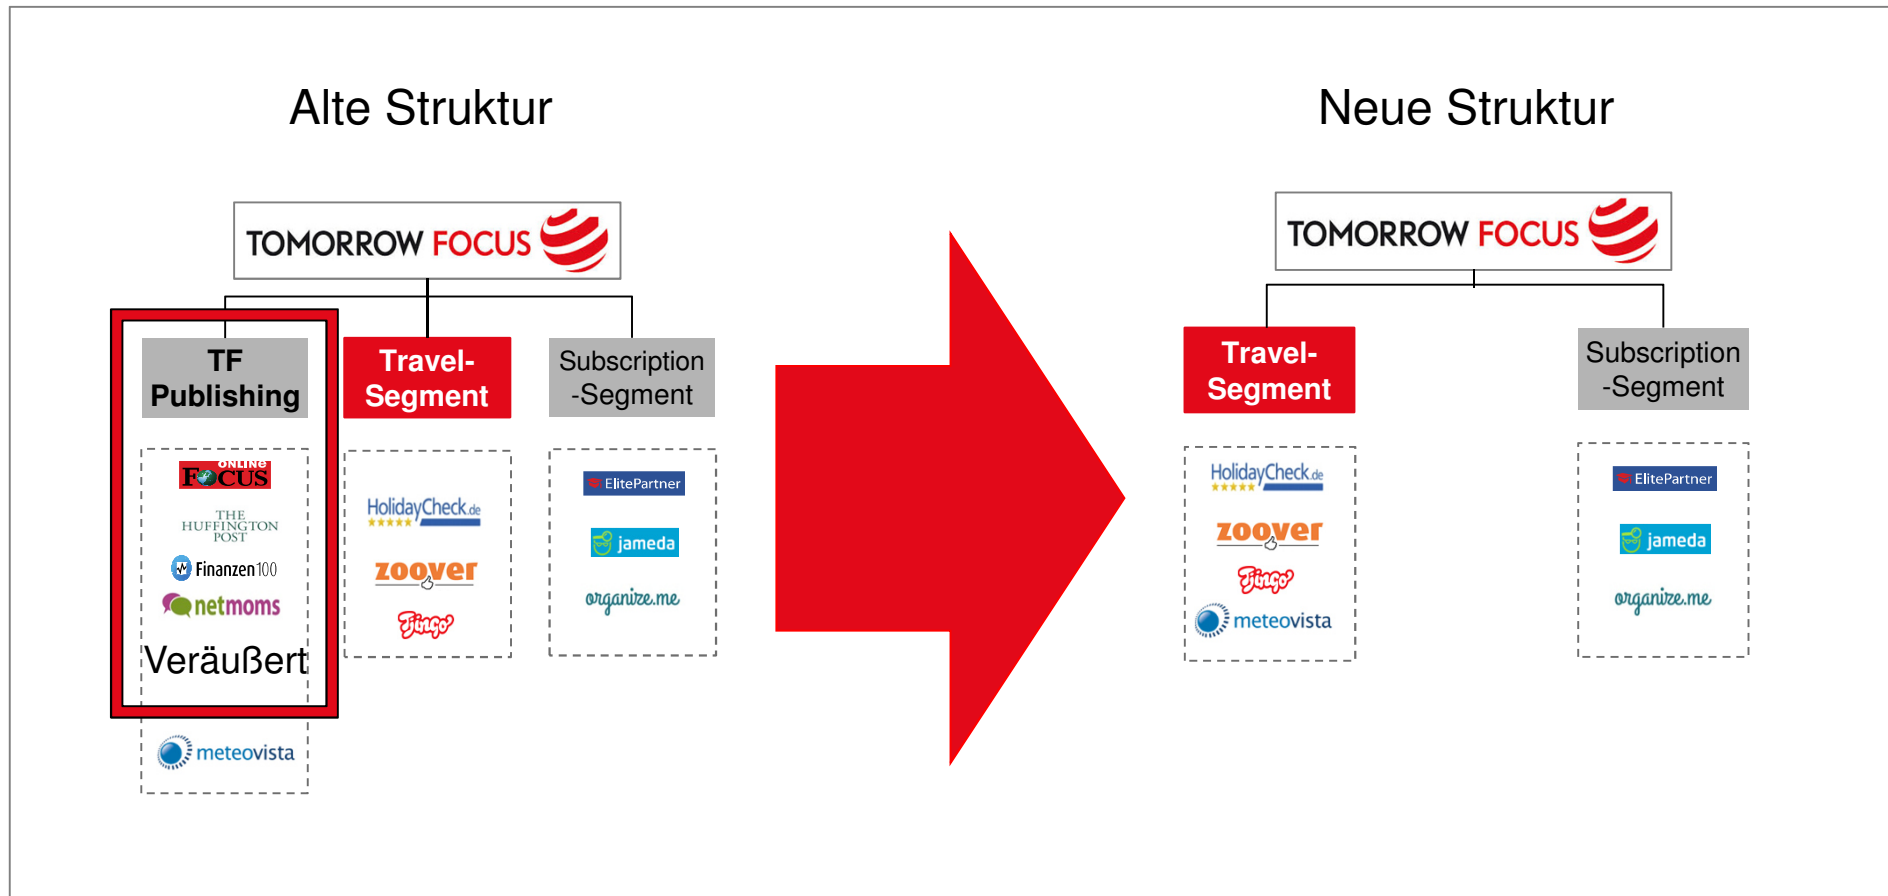 Alte Struktur
TOMORROW FOCUS
TF
Publishing
ONLINE
FOCUS
THE
HUFFINGTON
POST
Finanzen100
netmoms
Veräußert
meteovista
Travel-
Segment
HolidayCheck.de
zoover
Tingo
Subscription
-Segment
ElitePartner
jameda
organize.me
Neue Struktur
TOMORROW FOCUS
Travel-
Segment
HolidayCheck.de
zoover
Tingo
meteovista
Subscription
-Segment
ElitePartner
jameda
organize.me